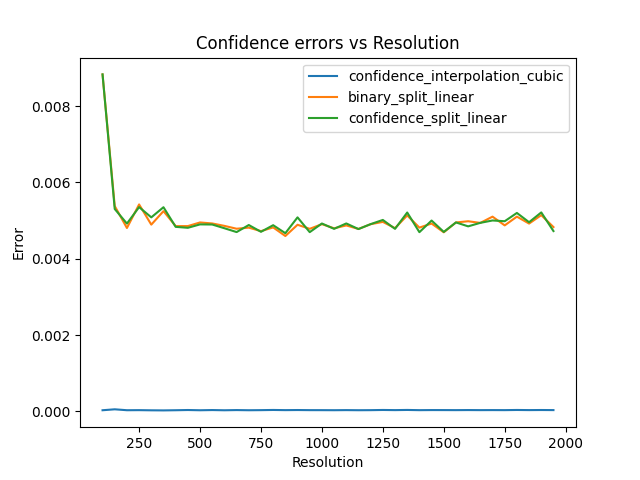 Confidence errors vs Resolution
confidence_interpolation_cubic
binary_split_linear
confidence_split_linear
0.008
0.006
0.004
0.002
0.000
Error
250 500 750 1000 1250 1500 1750 2000
Resolution